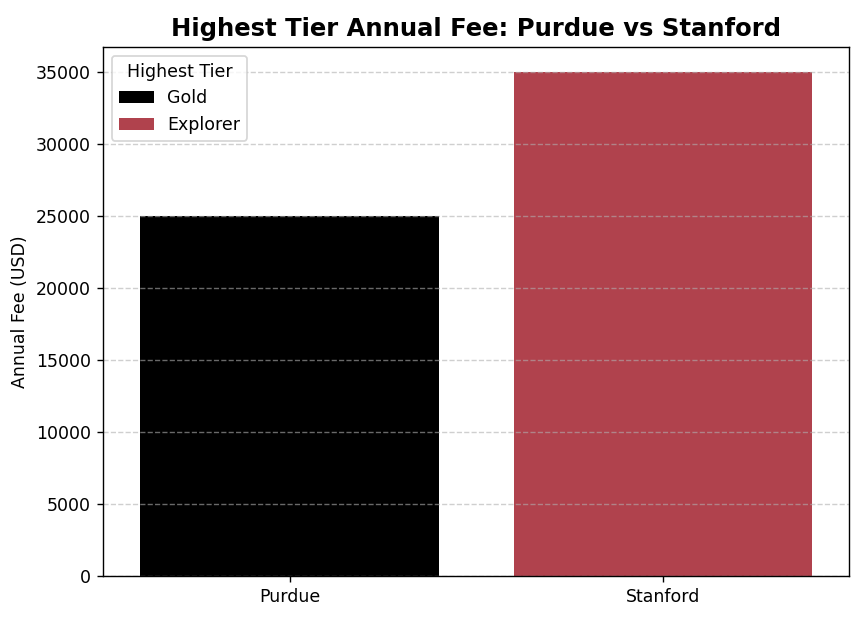 Highest Tier Annual Fee: Purdue vs Stanford
Highest Tier
Gold
Explorer
Annual Fee (USD)
35000
30000
25000
20000
15000
10000
5000
0
Purdue
Stanford